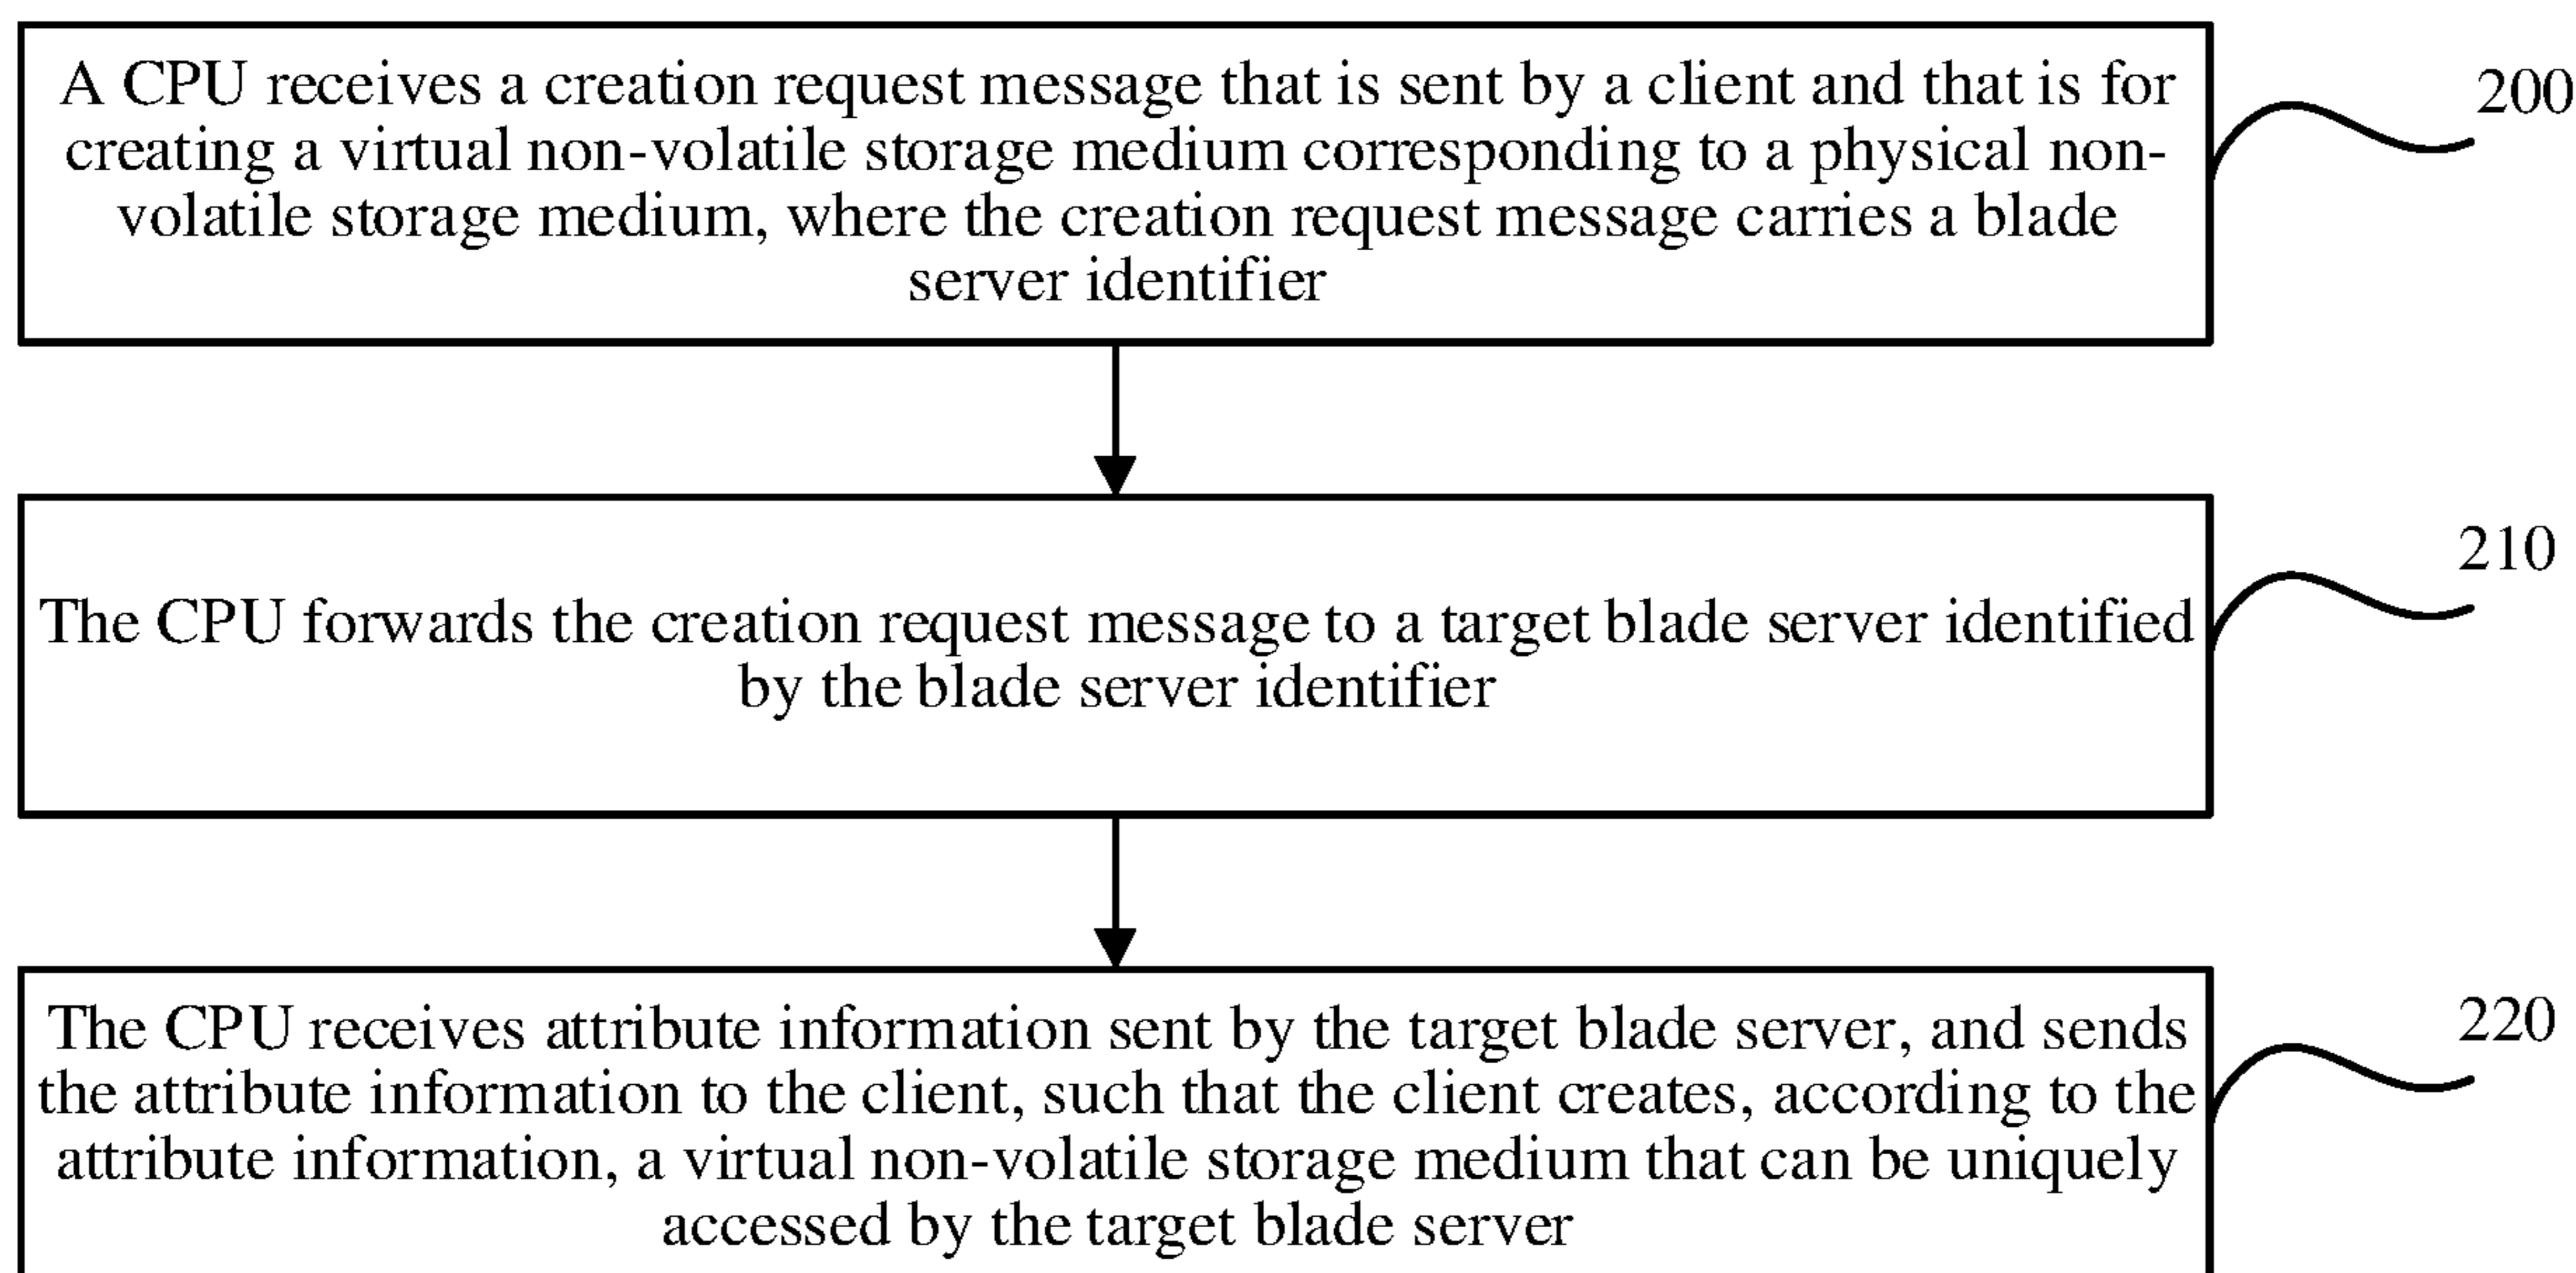 A CPU receives a creation request message that is sent by a client and that is for
creating a virtual non-volatile storage medium corresponding to a physical non-
volatile storage medium, where the creation request message carries a blade
server identifier
200
The CPU forwards the creation request message to a target blade server identified
by the blade server identifier
210
The CPU receives attribute information sent by the target blade server, and sends
the attribute information to the client, such that the client creates, according to the
attribute information, a virtual non-volatile storage medium that can be uniquely
accessed by the target blade server
220